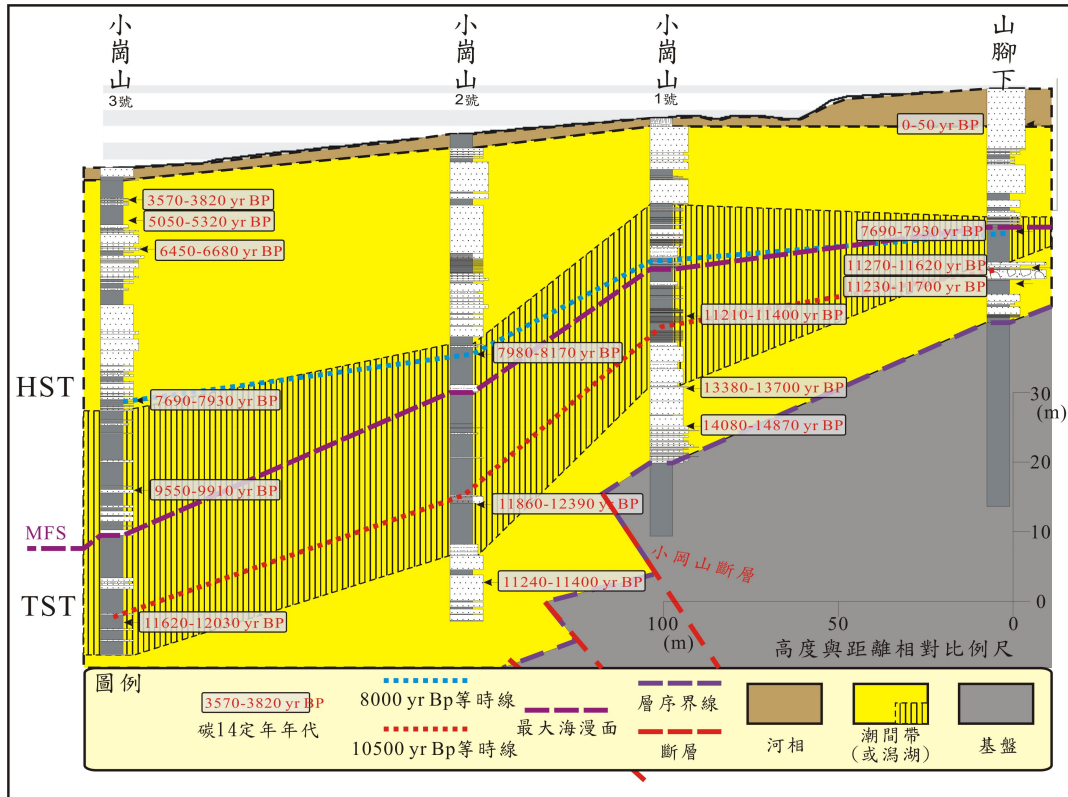 小崗山
3號
小崗山
2號
小崗山
1號
山腳下
0-50 yr BP
3570-3820 yr BP
5050-5320 yr BP
6450-6680 yr BP
7690-7930 yr BP
11270-11620 yr BP
11230-11700 yr BP
11210-11400 yr BP
7980-8170 yr BP
HST
7690-7930 yr BP
13380-13700 yr BP
14080-14870 yr BP
30
(m)
20
9550-9910 yr BP
11860-12390 yr BP
MFS
10
小岡山斷層
11240-11400 yr BP
TST
0
11620-12030 yr BP
100
50
0
(m)
高度與距離相對比例尺
圖例
3570-3820 yr BP
碳14定年年代
8000 yr Bp等時線
10500 yr Bp等時線
最大海漫面
層序界線
斷層
河相
潮間帶
(或潟湖)
基盤